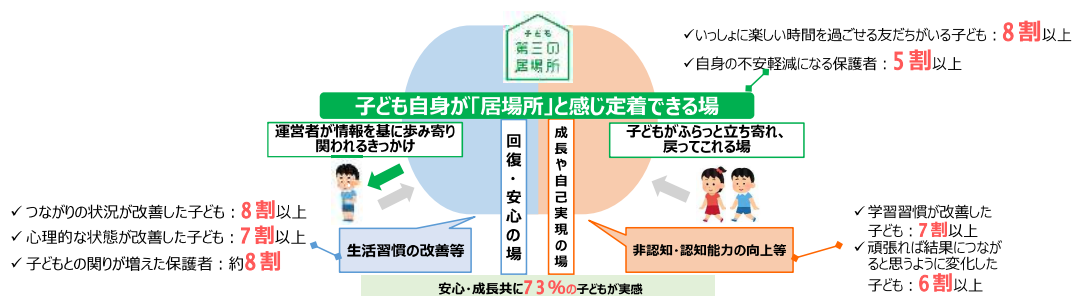 子ども
第三の
居場所
✓いっしょに楽しい時間を過ごせる友だちがいる子ども：8割以上
✓自身の不安軽減になる保護者：5割以上
子ども自身が「居場所」と感じ定着できる場
運営者が情報を基に歩み寄り
関われるきっかけ
回復・安心の場
成長や自己実現の場
子どもがふらっと立ち寄れ、
戻ってこれる場
✓つながりの状況が改善した子ども：8割以上
✓心理的な状態が改善した子ども：7割以上
✓子どもとの関りが増えた保護者：約8割
生活習慣の改善等
非認知・認知能力の向上等
✓学習習慣が改善した
子ども：7割以上
✓頑張れば結果につなが
ると思うように変化した
子ども：6割以上
安心・成長共に73%の子どもが実感